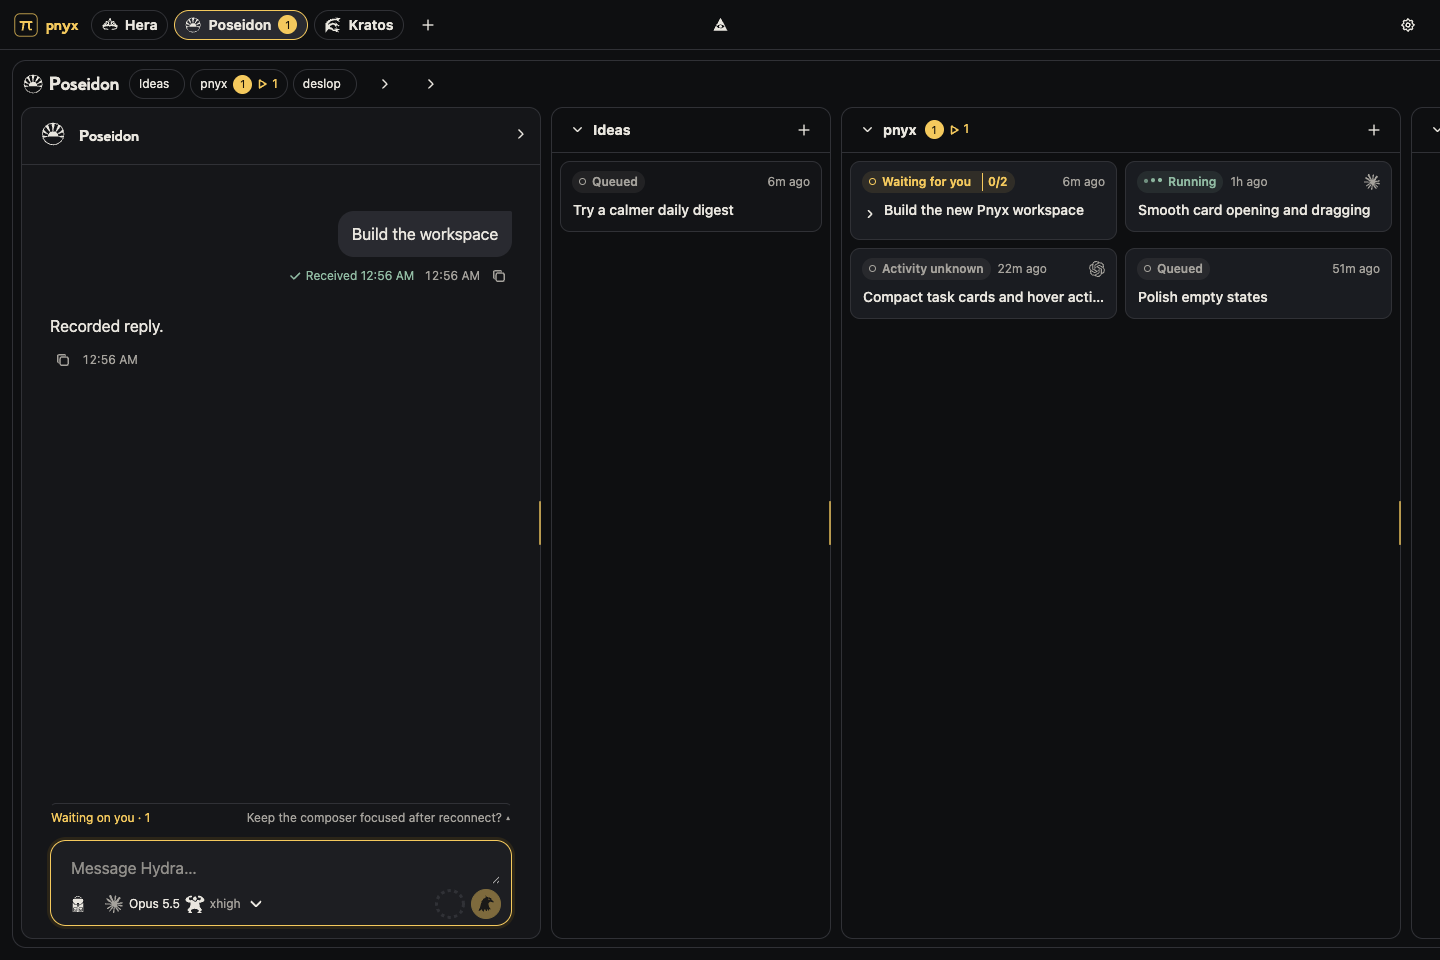 π pnyx Hera Poseidon 1 Kratos +
Poseidon Ideas pnyx 1 1 deslop
Poseidon
Build the workspace
Received 12:56 AM 12:56 AM
Recorded reply.
12:56 AM
Waiting on you · 1 Keep the composer focused after reconnect?
Message Hydra...
Opus 5.5 xhigh
Ideas +
Queued 6m ago
Try a calmer daily digest
pnyx 1 1 +
Waiting for you 0/2 6m ago
Build the new Pnyx workspace
Running 1h ago
Smooth card opening and dragging
Activity unknown 22m ago
Compact task cards and hover acti...
Queued 51m ago
Polish empty states